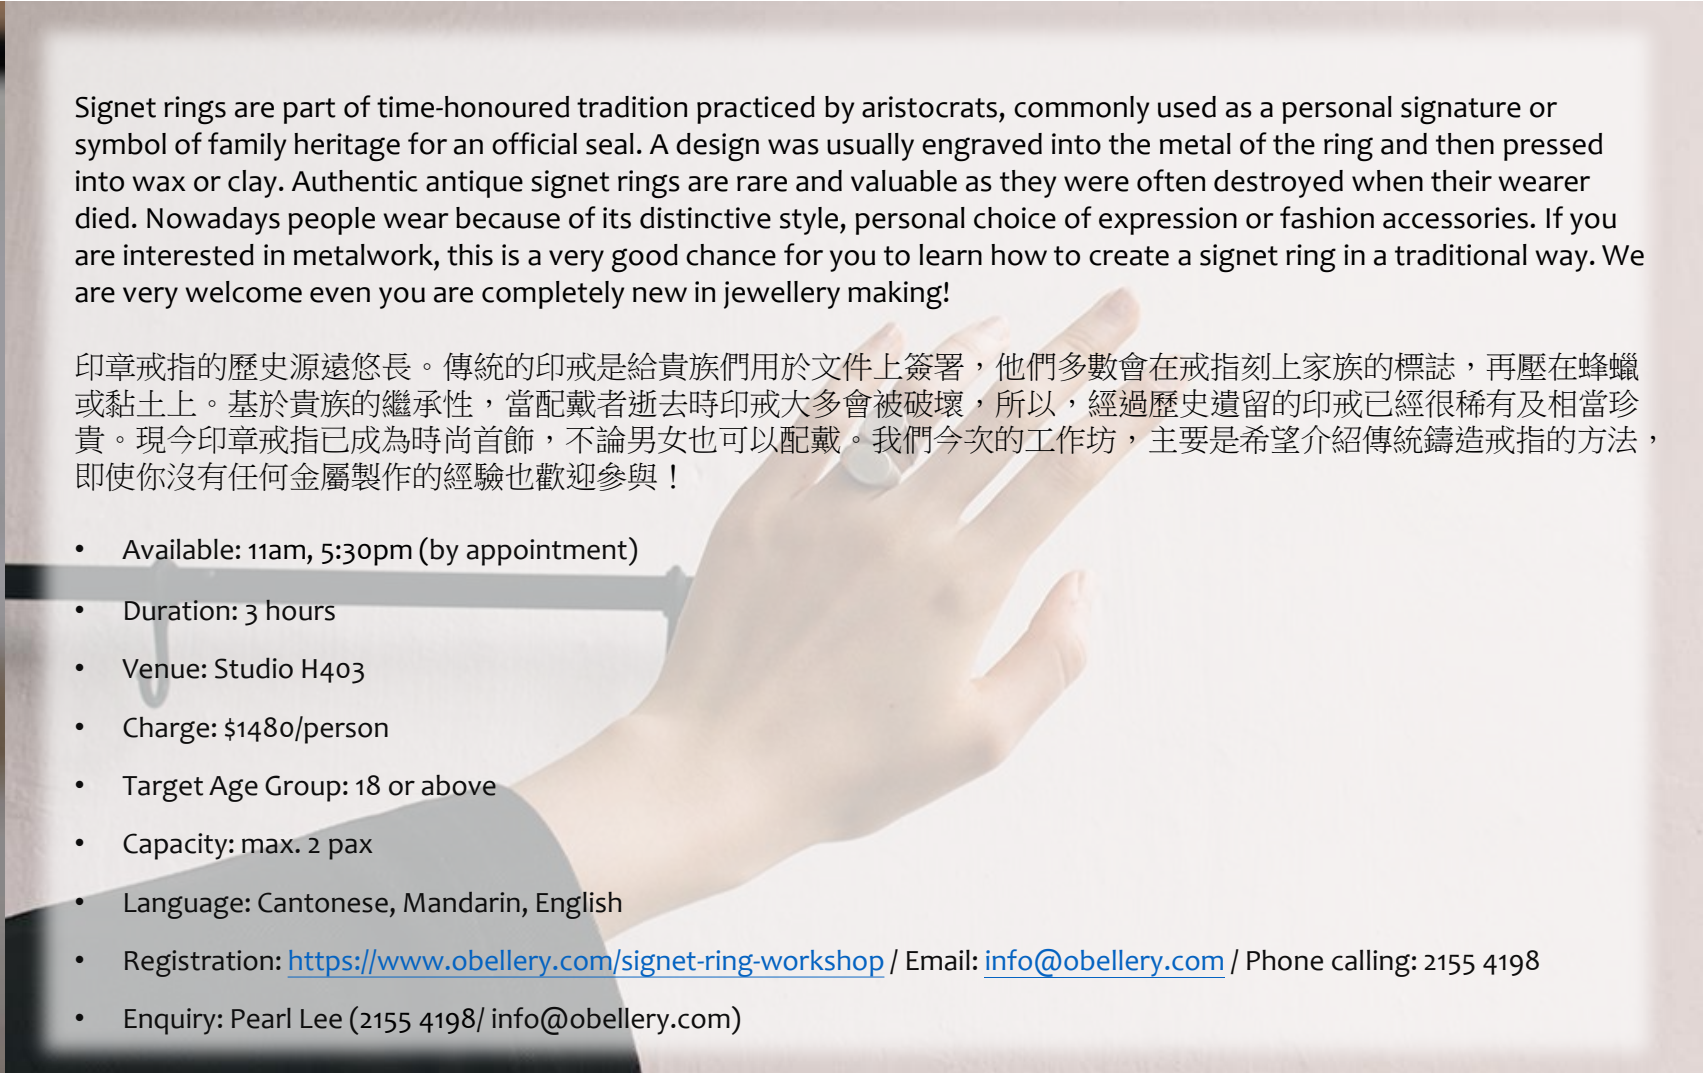 Signet rings are part of time-honoured tradition practiced by aristocrats, commonly used as a personal signature or
symbol of family heritage for an official seal. A design was usually engraved into the metal of the ring and then pressed
into wax or clay. Authentic antique signet rings are rare and valuable as they were often destroyed when their wearer
died. Nowadays people wear because of its distinctive style, personal choice of expression or fashion accessories. If you
are interested in metalwork, this is a very good chance for you to learn how to create a signet ring in a traditional way. We
are very welcome even you are completely new in jewellery making!
印章戒指的歷史源遠悠長。傳統的印戒是給貴族們用於文件上簽署，他們多數會在戒指刻上家族的標誌，再壓在蜂蠟
或黏土上。基於貴族的繼承性，當配戴者逝去時印戒大多會被破壞，所以，經過歷史遺留的印戒已經很稀有及相當珍
貴。現今印章戒指已成為時尚首飾，不論男女也可以配戴。我們今次的工作坊，主要是希望介紹傳統鑄造戒指的方法，
即使你沒有任何金屬製作的經驗也歡迎參與！
• Available: 11am, 5:30pm (by appointment)
• Duration: 3 hours
• Venue: Studio H403
• Charge: $1480/person
• Target Age Group: 18 or above
• Capacity: max. 2 pax
• Language: Cantonese, Mandarin, English
• Registration: https://www.obellery.com/signet-ring-workshop / Email: info@obellery.com / Phone calling: 2155 4198
• Enquiry: Pearl Lee (2155 4198/ info@obellery.com)